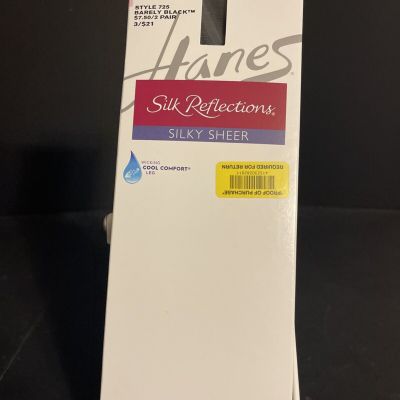 STYLE 725
BARELY BLACK™
$7.50/2 PAIR
3/$21
Hanes®
Silk Reflections®
SILKY SHEER
WICKING
COOL COMFORT®
LEG
*PROOF OF PURCHASE*
REQUIRED FOR RETURN